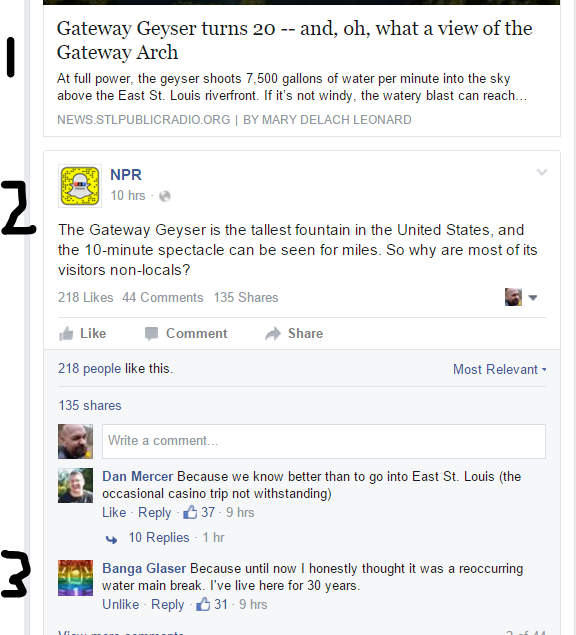 1
Gateway Geyser turns 20 -- and, oh, what a view of the
Gateway Arch
At full power, the geyser shoots 7,500 gallons of water per minute into the sky
above the East St. Louis riverfront. If it's not windy, the watery blast can reach...
NEWS.STLPUBLICRADIO.ORG | BY MARY DELACH LEONARD
2
NPR
10 hrs ·
The Gateway Geyser is the tallest fountain in the United States, and
the 10-minute spectacle can be seen for miles. So why are most of its
visitors non-locals?
218 Likes 44 Comments 135 Shares
Like Comment Share
218 people like this.
Most Relevant
135 shares
Write a comment...
Dan Mercer Because we know better than to go into East St. Louis (the
occasional casino trip not withstanding)
Like · Reply · 37 · 9 hrs
10 Replies · 1 hr
3
Banga Glaser Because until now I honestly thought it was a reoccurring
water main break. I've live here for 30 years.
Unlike · Reply · 31 · 9 hrs
View more comments